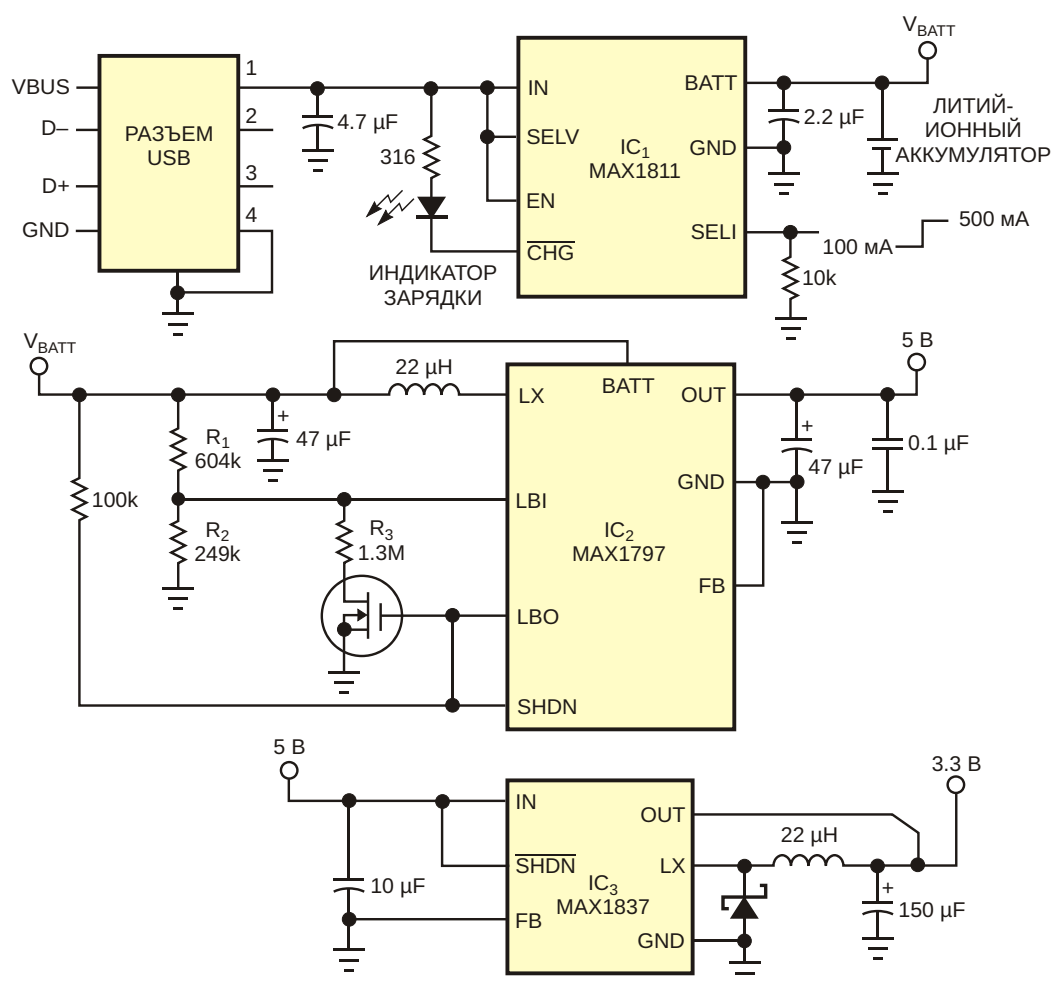 VBATT
1
VBUS
IN
BATT
4.7 µF
2.2 µF
ЛИТИЙ-
ИОННЫЙ
АККУМУЛЯТОР
2
D–
РАЗЪЕМ
USB
SELV
IC1
MAX1811
GND
316
3
D+
EN
4
GND
SELI
100 мА
500 мА
CHG
10k
ИНДИКАТОР
ЗАРЯДКИ
VBATT
5 В
22 µH
BATT
LX
OUT
+
47 µF
+
47 µF
0.1 µF
R1
604k
GND
100k
LBI
R2
249k
R3
1.3M
IC2
MAX1797
FB
LBO
SHDN
5 В
3.3 В
IN
OUT
22 µH
SHDN
LX
10 µF
IC3
MAX1837
+
150 µF
FB
GND